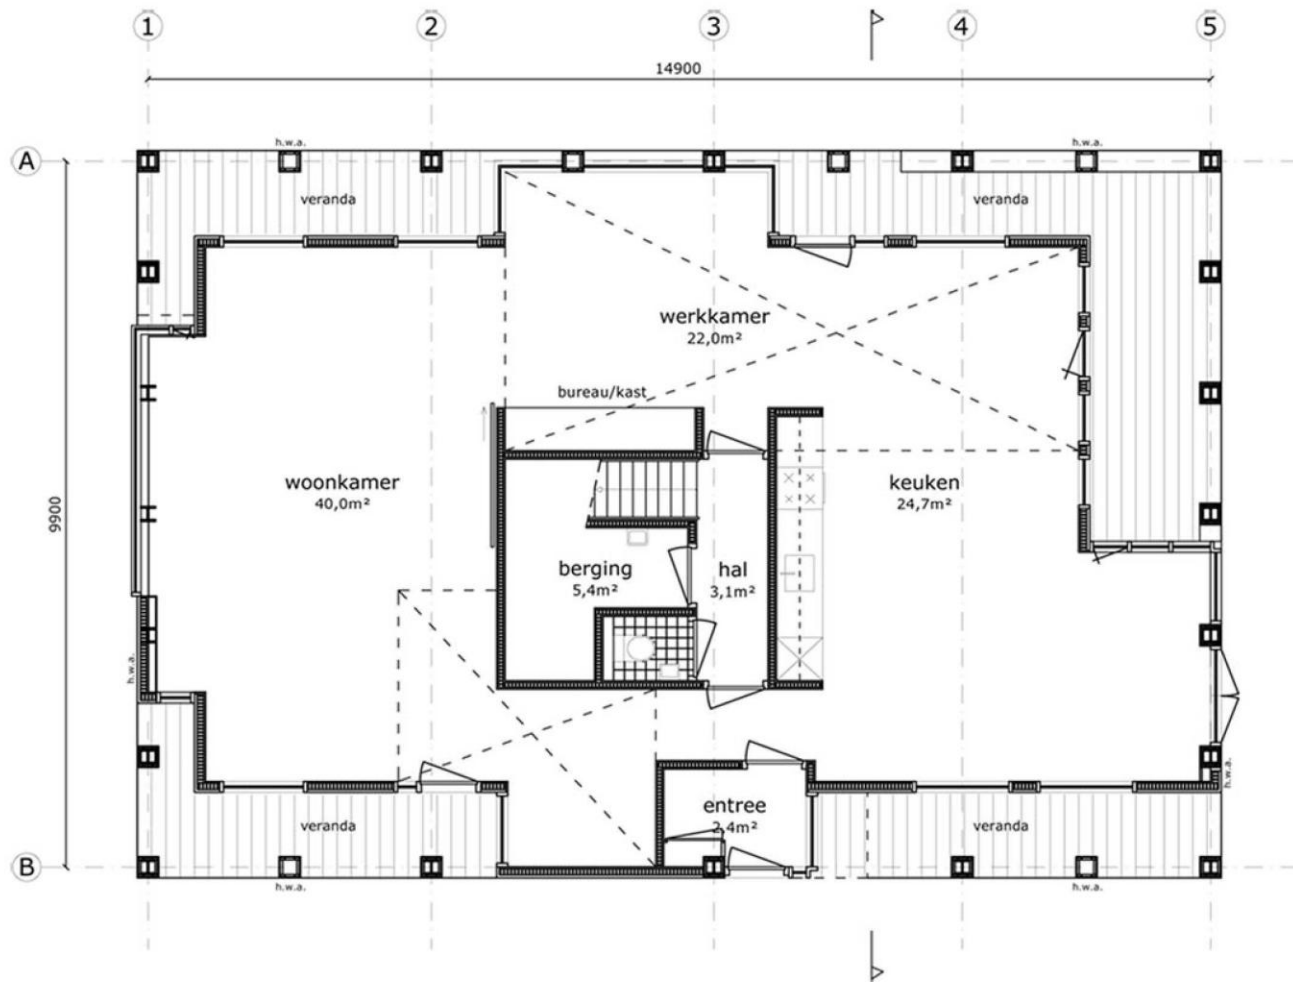 1
2
3
4
5
14900
A
h.w.a.
h.w.a.
veranda
veranda
werkkamer
22,0m²
bureau/kast
woonkamer
40,0m²
keuken
24,7m²
9900
berging
5,4m²
hal
3,1m²
h.w.a.
h.w.a.
entree
2,4m²
veranda
veranda
B
h.w.a.
h.w.a.